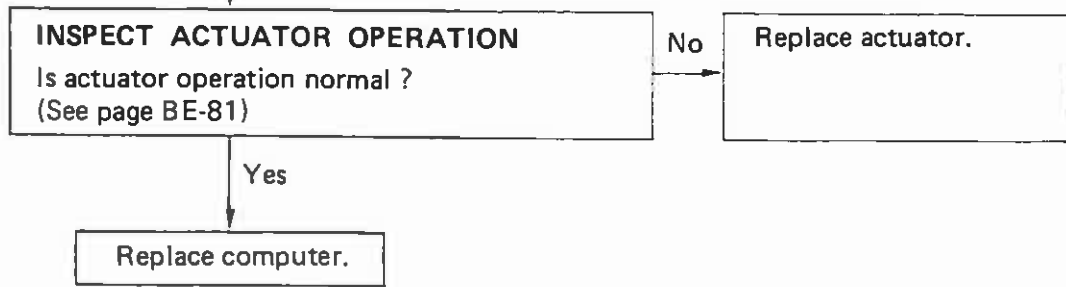 INSPECT ACTUATOR OPERATION
Is actuator operation normal ?
(See page BE-81)
No
Replace actuator.
Yes
Replace computer.